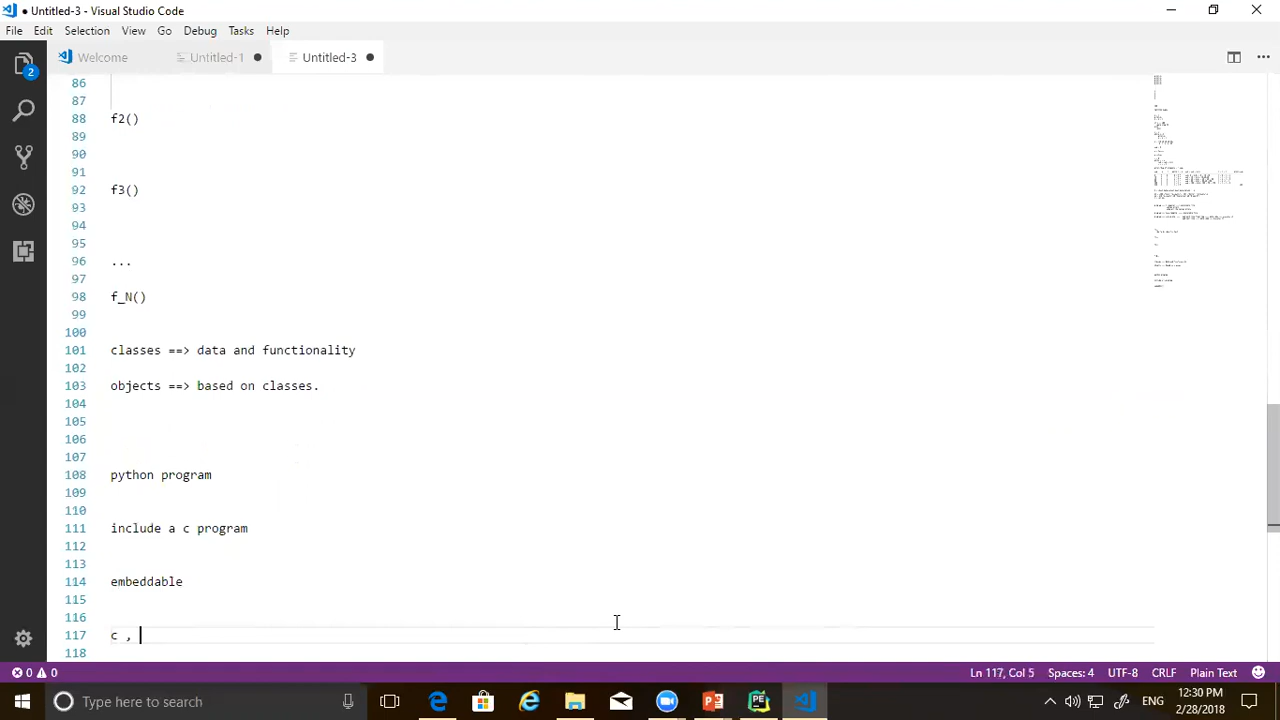 ● Untitled-3 - Visual Studio Code
File Edit Selection View Go Debug Tasks Help
Welcome Untitled-1 Untitled-3
2
86
87
88 f2()
89
90
91
92 f3()
93
94
95
96 ...
97
98 f_N()
99
100
101 classes ==> data and functionality
102
103 objects ==> based on classes.
104
105
106
107
108 python program
109
110
111 include a c program
112
113
114 embeddable
115
116
117 c ,
118
0 0 Ln 117, Col 5 Spaces: 4 UTF-8 CRLF Plain Text
Type here to search
ENG
12:30 PM
2/28/2018